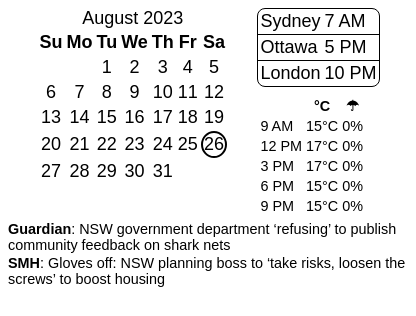 August 2023
Su Mo Tu We Th Fr Sa
1 2 3 4 5
6 7 8 9 10 11 12
13 14 15 16 17 18 19
20 21 22 23 24 25 26
27 28 29 30 31
Sydney 7 AM
Ottawa 5 PM
London 10 PM
°C ☂
9 AM 15°C 0%
12 PM 17°C 0%
3 PM 17°C 0%
6 PM 15°C 0%
9 PM 15°C 0%
Guardian: NSW government department ‘refusing’ to publish
community feedback on shark nets
SMH: Gloves off: NSW planning boss to ‘take risks, loosen the
screws’ to boost housing